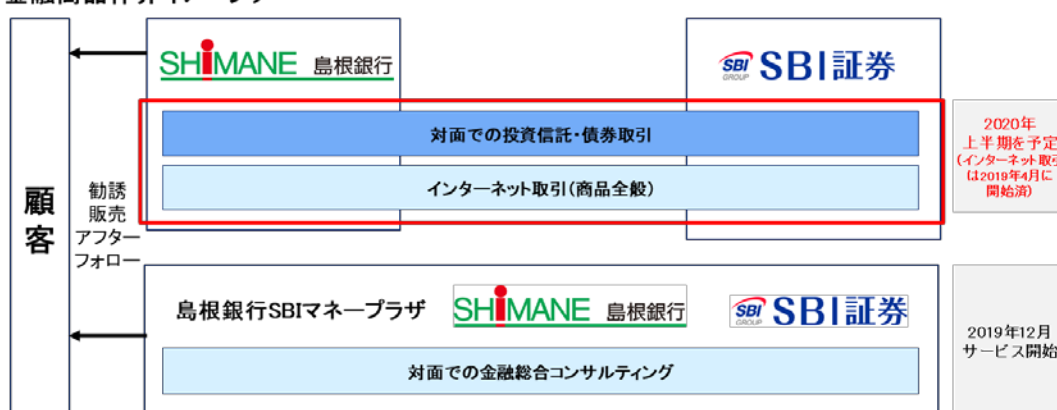 SHiMANE 島根銀行
SBI GROUP SBI証券
対面での投資信託・債券取引
インターネット取引(商品全般)
2020年
上半期を予定
(インターネット取引
は2019年4月に
開始済)
顧客
勧誘
販売
アフター
フォロー
島根銀行SBIマネープラザ
SHiMANE 島根銀行
SBI GROUP SBI証券
対面での金融総合コンサルティング
2019年12月
サービス開始